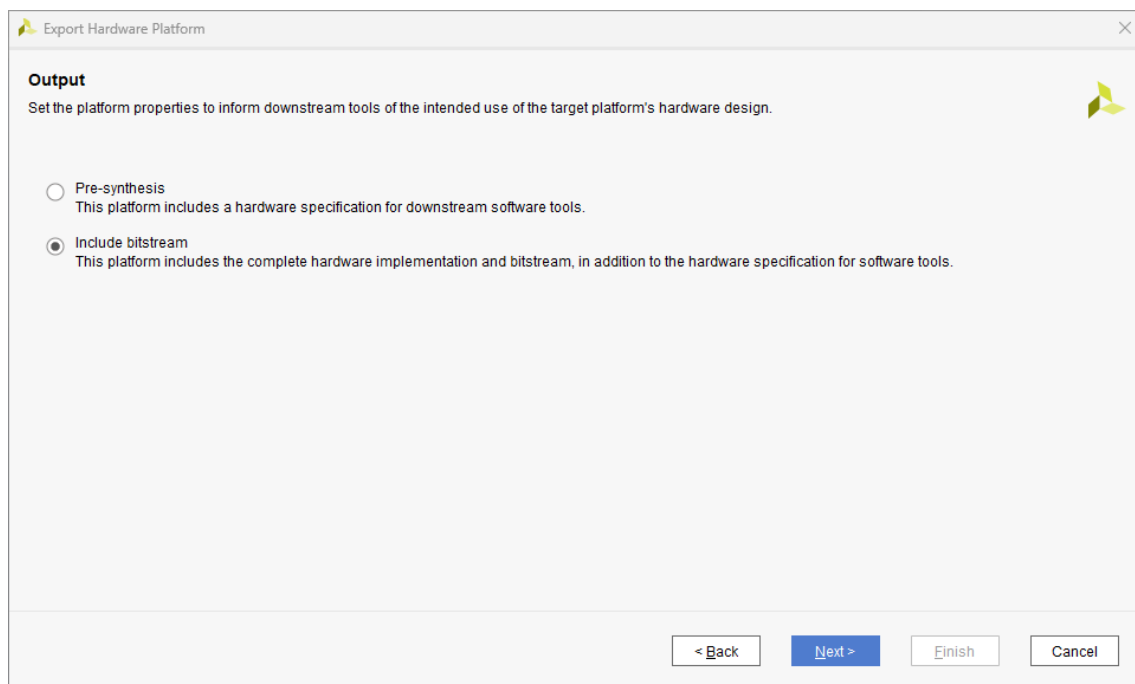 Export Hardware Platform
Output
Set the platform properties to inform downstream tools of the intended use of the target platform's hardware design.
Pre-synthesis
This platform includes a hardware specification for downstream software tools.
Include bitstream
This platform includes the complete hardware implementation and bitstream, in addition to the hardware specification for software tools.
< Back Next > Finish Cancel